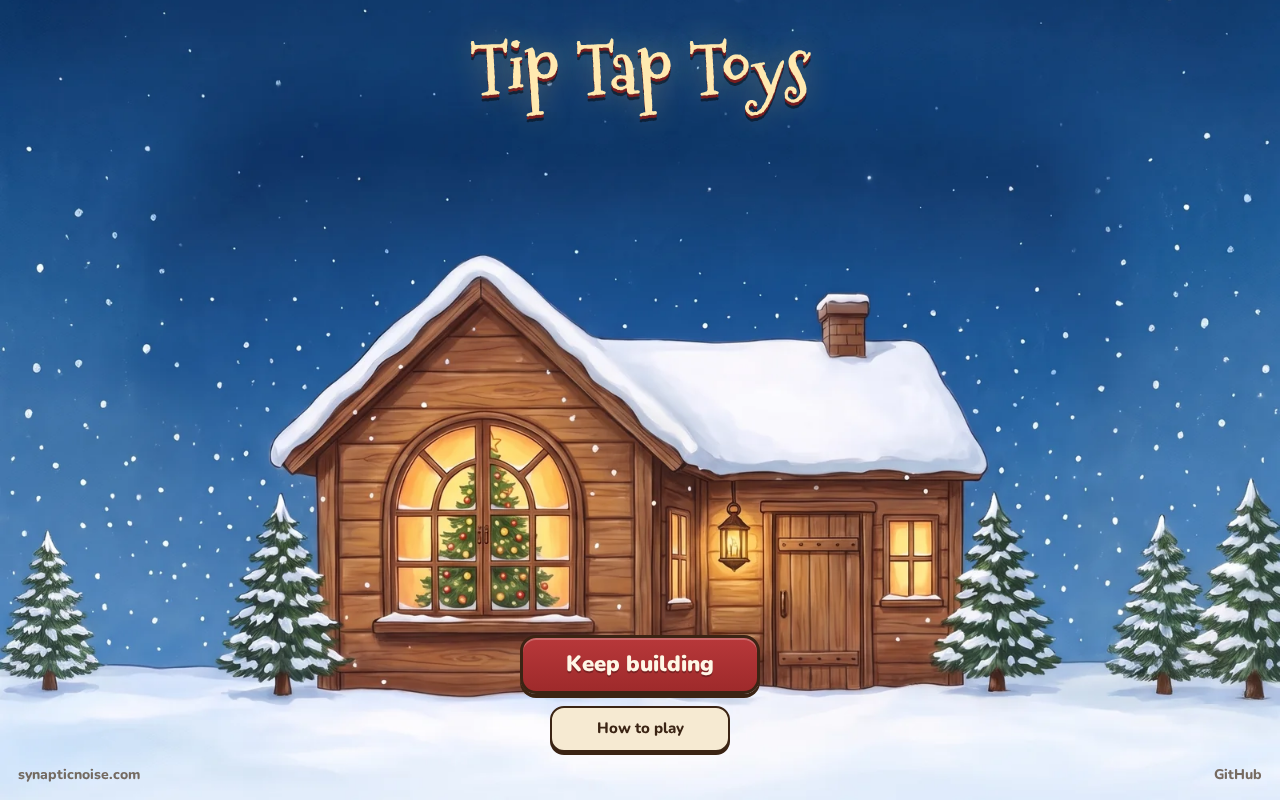 Tip Tap Toys
Keep building
How to play
synapticnoise.com
GitHub